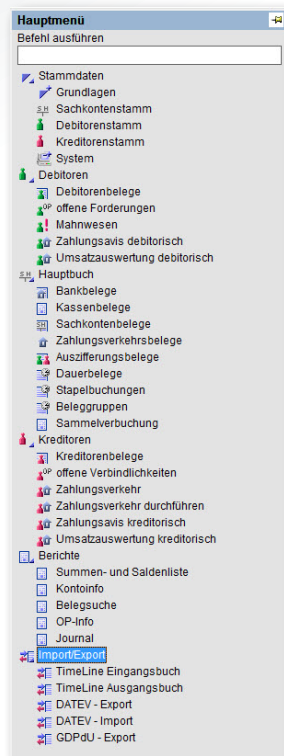 Hauptmenü
Befehl ausführen
Stammdaten
Grundlagen
Sachkontenstamm
Debitorenstamm
Kreditorenstamm
System
Debitoren
Debitorenbelege
offene Forderungen
Mahnwesen
Zahlungsavis debitorisch
Umsatzauswertung debitorisch
Hauptbuch
Bankbelege
Kassenbelege
Sachkontenbelege
Zahlungsverkehrsbelege
Auszifferungsbelege
Dauerbelege
Stapelbuchungen
Beleggruppen
Sammelverbuchung
Kreditoren
Kreditorenbelege
offene Verbindlichkeiten
Zahlungsverkehr
Zahlungsverkehr durchführen
Zahlungsavis kreditorisch
Umsatzauswertung kreditorisch
Berichte
Summen- und Saldenliste
Kontoinfo
Belegsuche
OP-Info
Journal
Import/Export
TimeLine Eingangsbuch
TimeLine Ausgangsbuch
DATEV - Export
DATEV - Import
GDPdU - Export